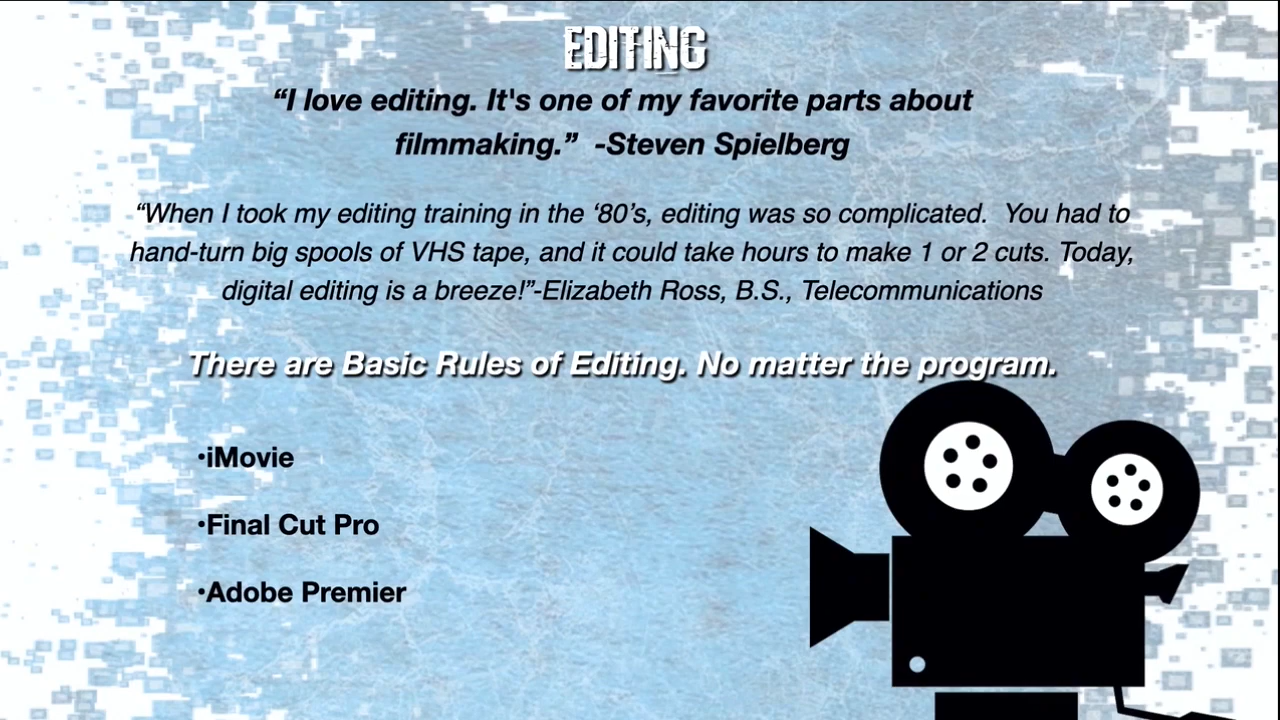 EDITING
“I love editing. It's one of my favorite parts about
filmmaking.”  -Steven Spielberg
“When I took my editing training in the ‘80’s, editing was so complicated.  You had to
hand-turn big spools of VHS tape, and it could take hours to make 1 or 2 cuts. Today,
digital editing is a breeze!”-Elizabeth Ross, B.S., Telecommunications
There are Basic Rules of Editing. No matter the program.
•iMovie
•Final Cut Pro
•Adobe Premier